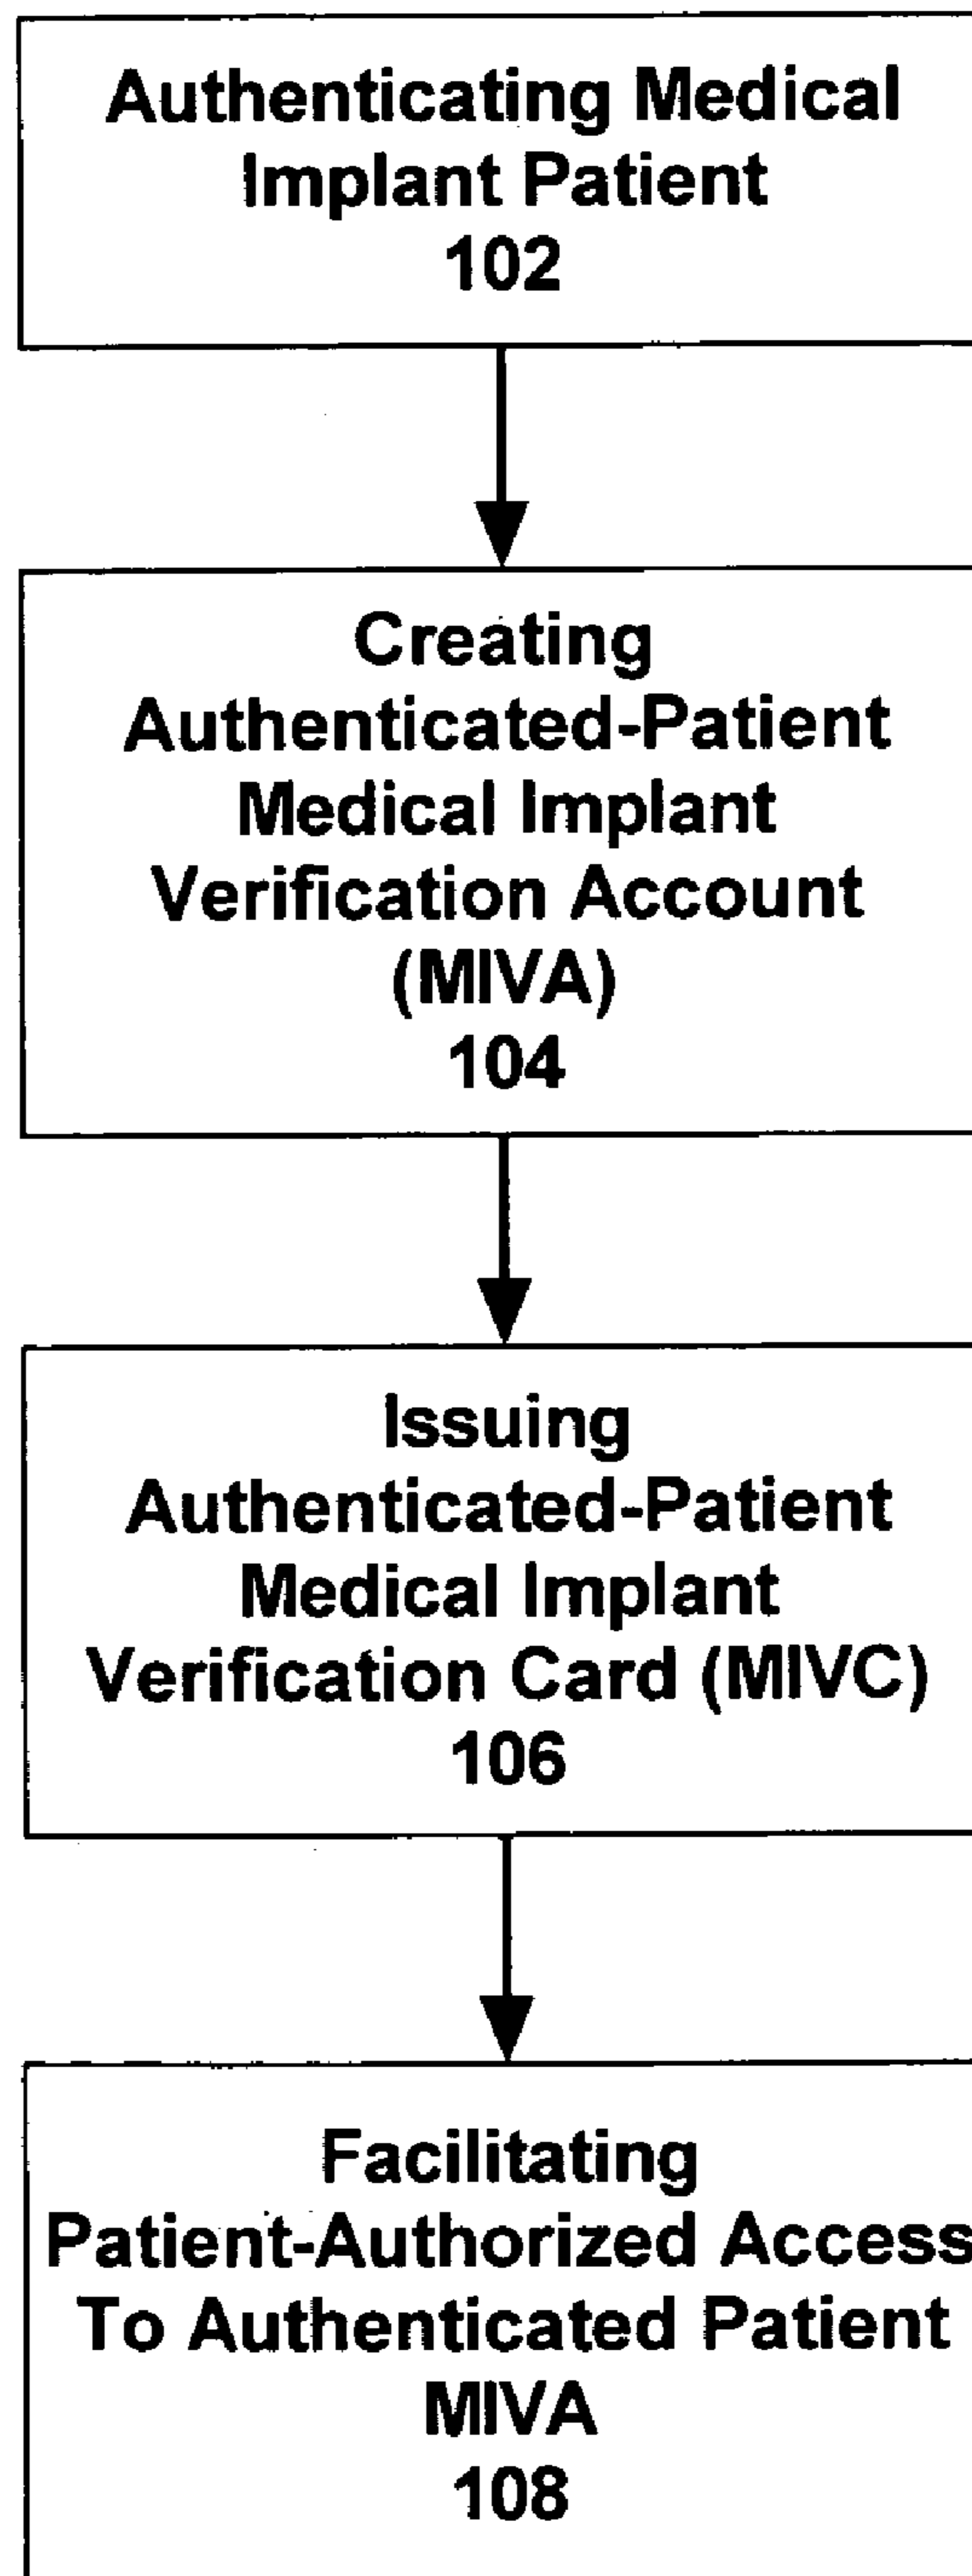 Authenticating Medical
Implant Patient
102
Creating
Authenticated-Patient
Medical Implant
Verification Account
(MIVA)
104
Issuing
Authenticated-Patient
Medical Implant
Verification Card (MIVC)
106
Facilitating
Patient-Authorized Access
To Authenticated Patient
MIVA
108